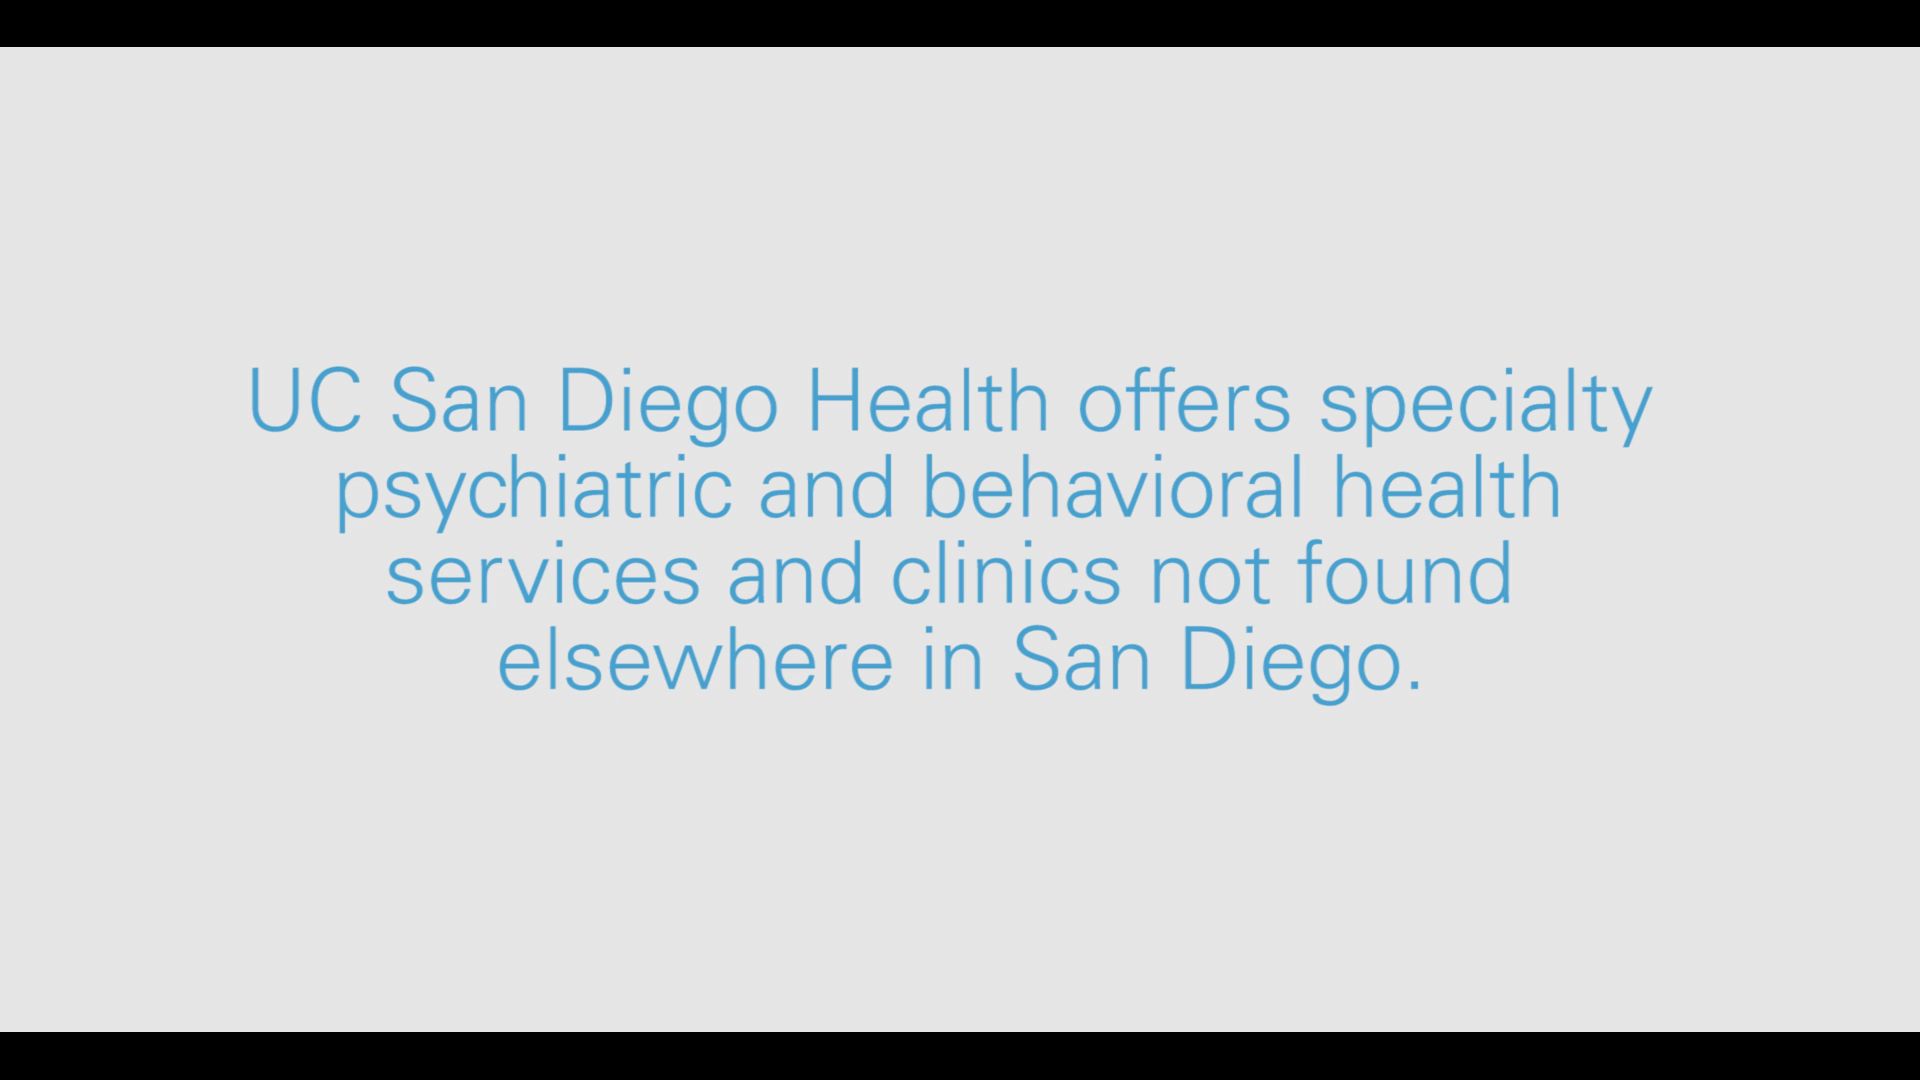 UC San Diego Health offers specialty
psychiatric and behavioral health
services and clinics not found
elsewhere in San Diego.